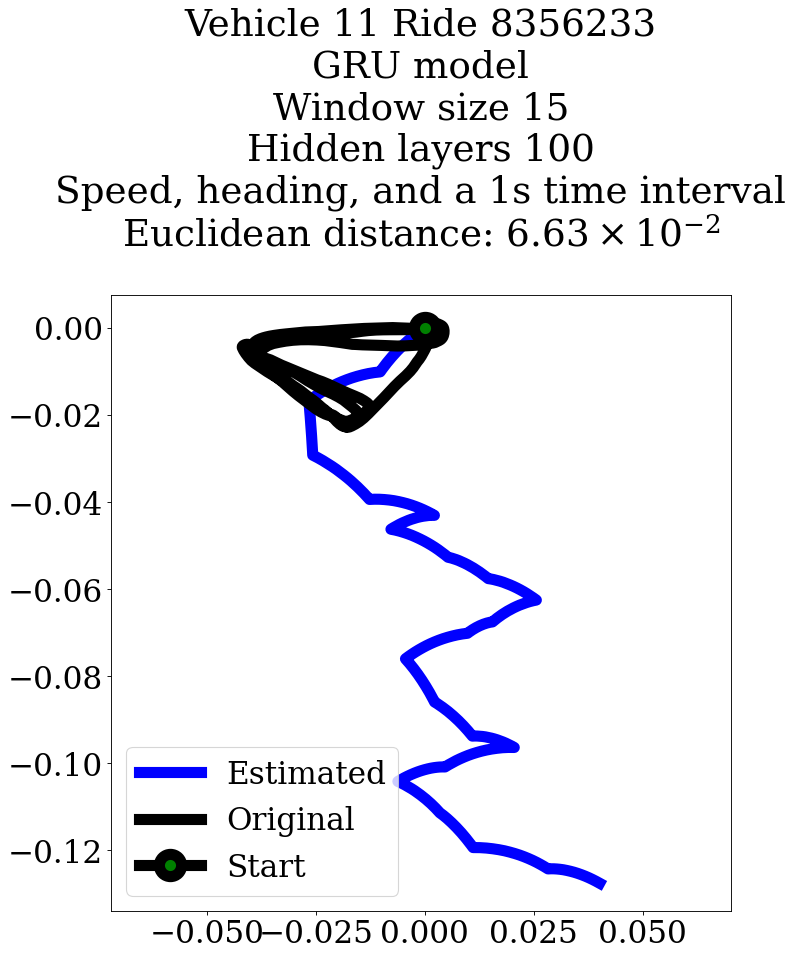 Vehicle 11 Ride 8356233
GRU model
Window size 15
Hidden layers 100
Speed, heading, and a 1s time interval
Euclidean distance: 6.63 × 10⁻²
0.00
−0.02
−0.04
−0.06
−0.08
−0.10
−0.12
Estimated
Original
Start
−0.050 −0.025 0.000 0.025 0.050